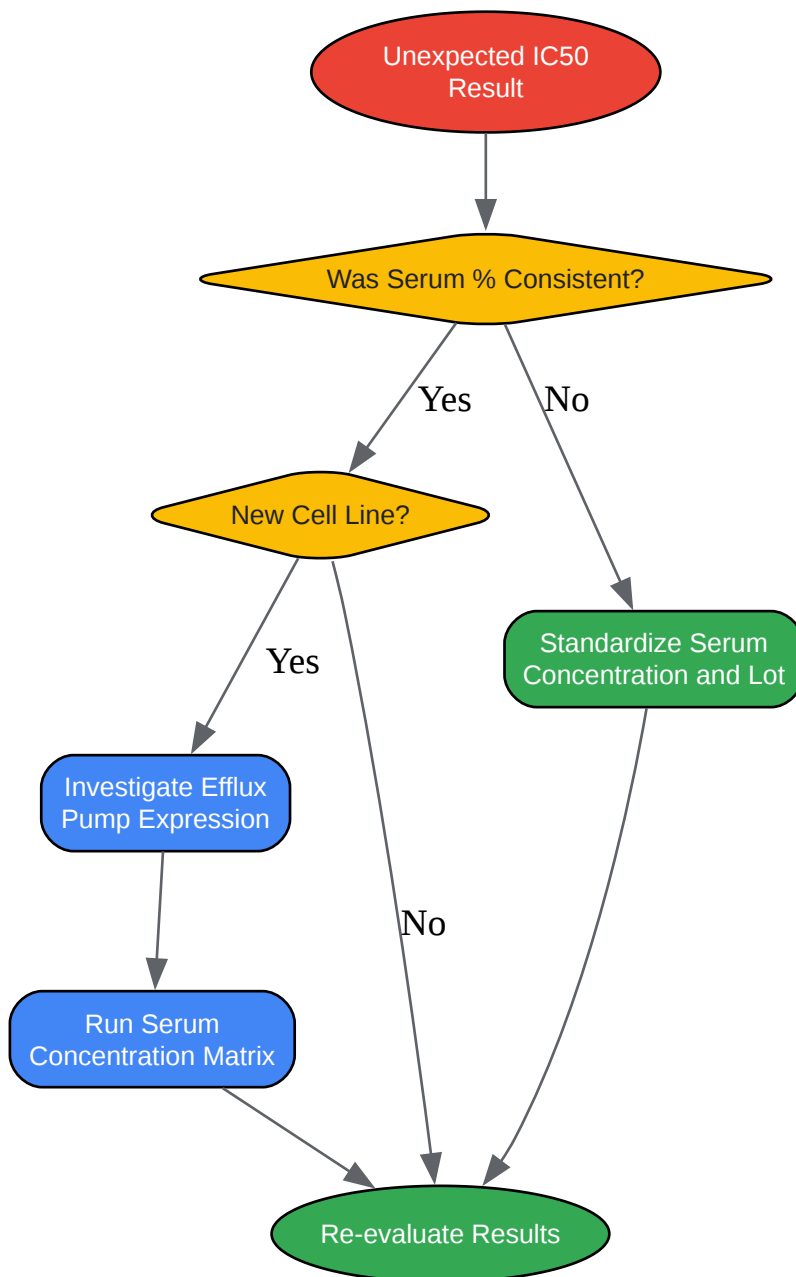 Unexpected IC50
Result
Was Serum % Consistent?
Yes
No
New Cell Line?
Yes
Standardize Serum
Concentration and Lot
Investigate Efflux
Pump Expression
No
Run Serum
Concentration Matrix
Re-evaluate Results